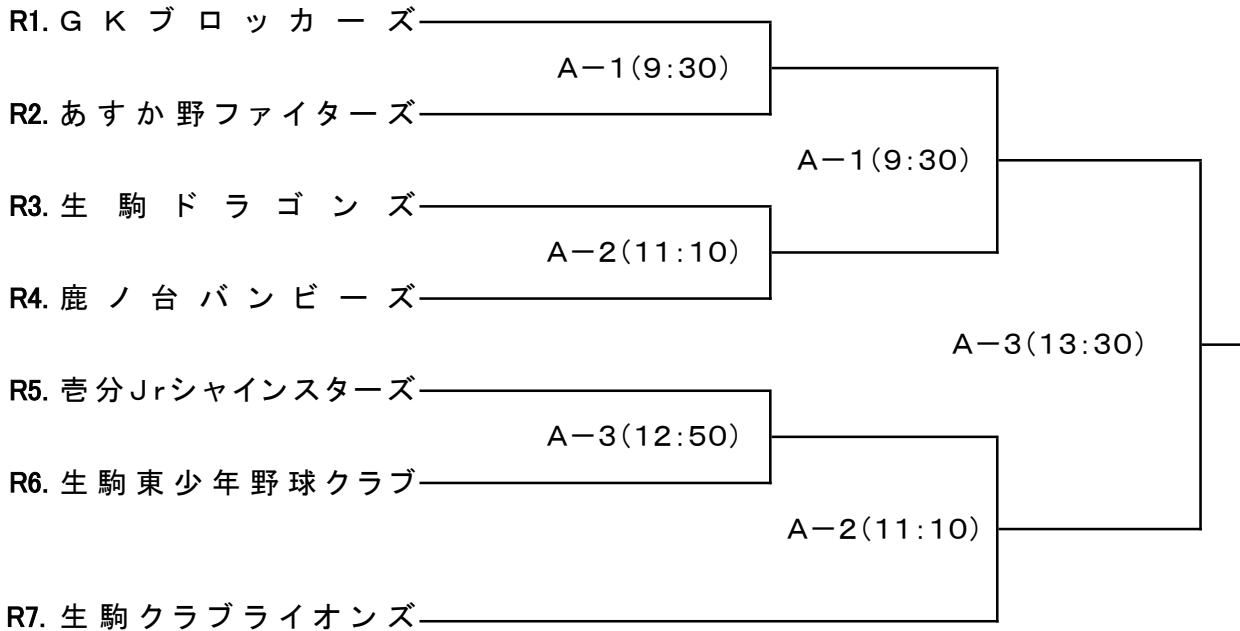 R1. GKブロッカーズ
A－1(9:30)
R2. あすか野ファイターズ
A－1(9:30)
R3. 生駒ドラゴンズ
A－2(11:10)
R4. 鹿ノ台バンビーズ
A－3(13:30)
R5. 壱分Jrシャインスターズ
A－3(12:50)
R6. 生駒東少年野球クラブ
A－2(11:10)
R7. 生駒クラブライオンズ